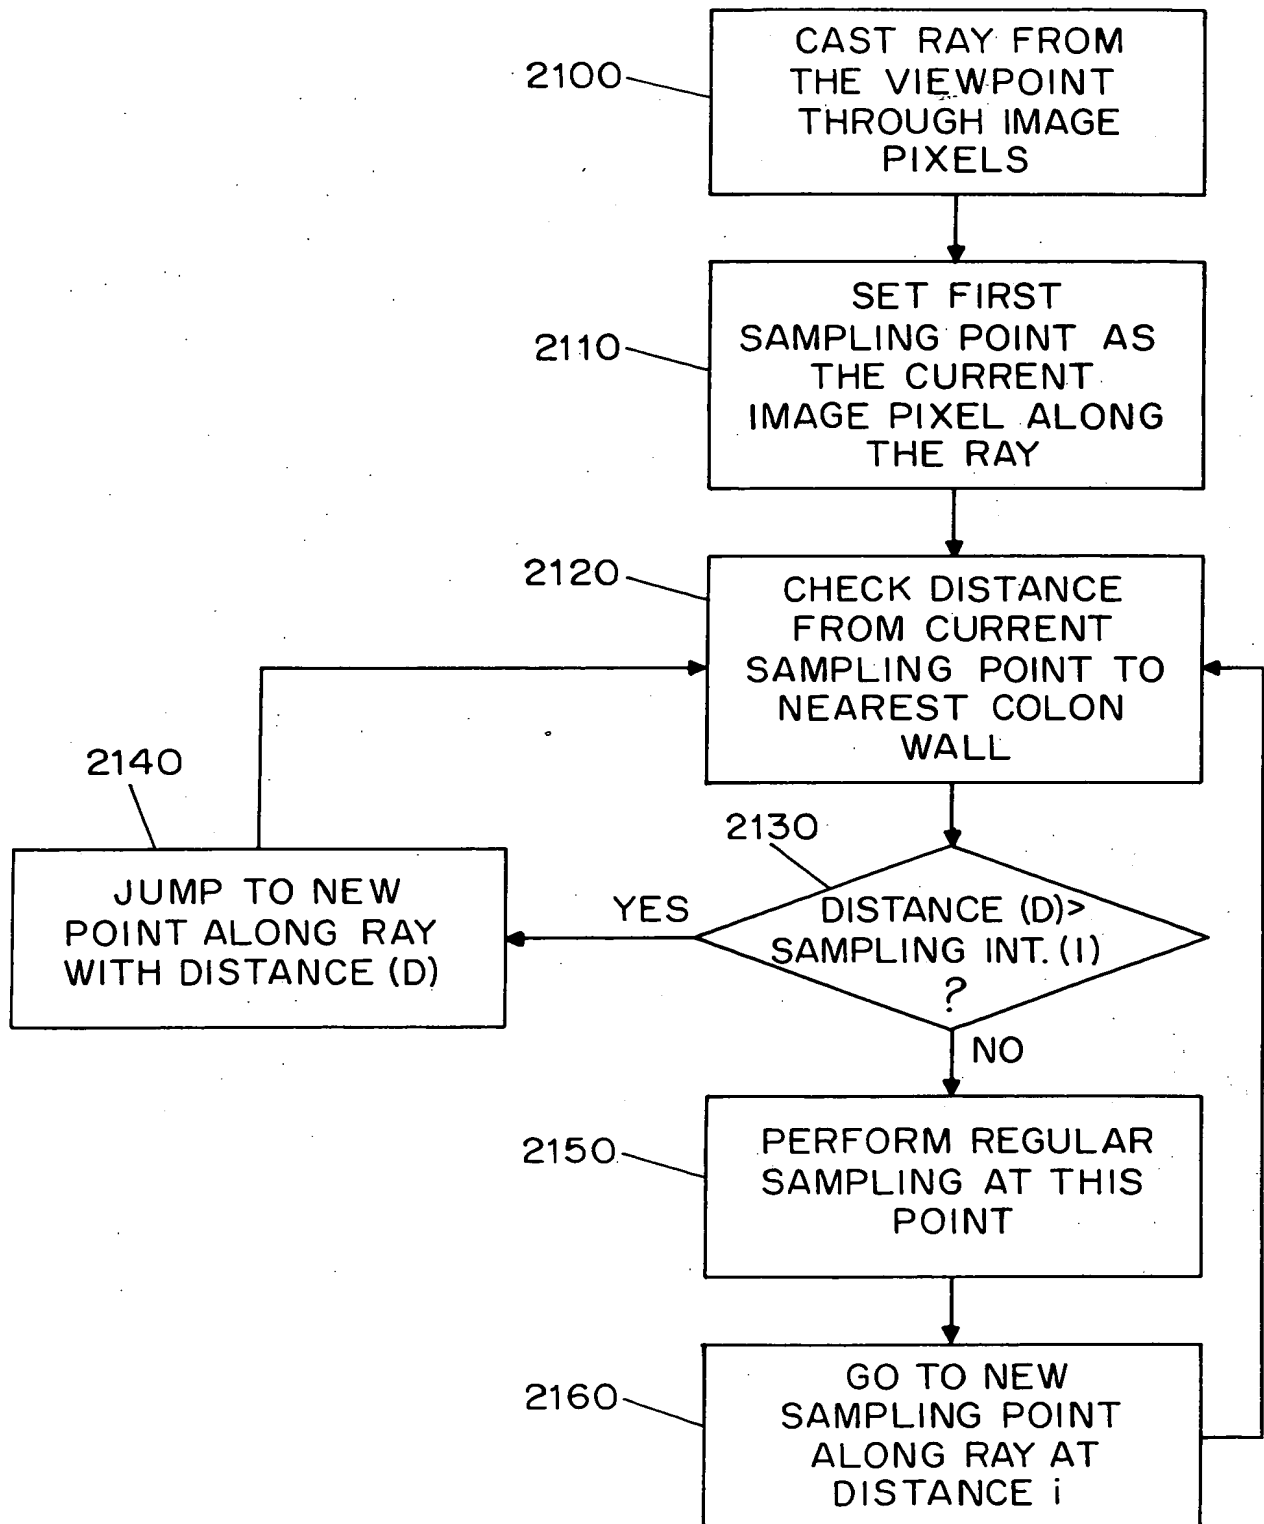 CAST RAY FROM
THE VIEWPOINT
THROUGH IMAGE
PIXELS
2100
SET FIRST
SAMPLING POINT AS
THE CURRENT
IMAGE PIXEL ALONG
THE RAY
2110
2120
CHECK DISTANCE
FROM CURRENT
SAMPLING POINT TO
NEAREST COLON
WALL
2140
JUMP TO NEW
POINT ALONG RAY
WITH DISTANCE (D)
2130
YES
DISTANCE (D)>
SAMPLING INT. (I)
?
NO
2150
PERFORM REGULAR
SAMPLING AT THIS
POINT
2160
GO TO NEW
SAMPLING POINT
ALONG RAY AT
DISTANCE i